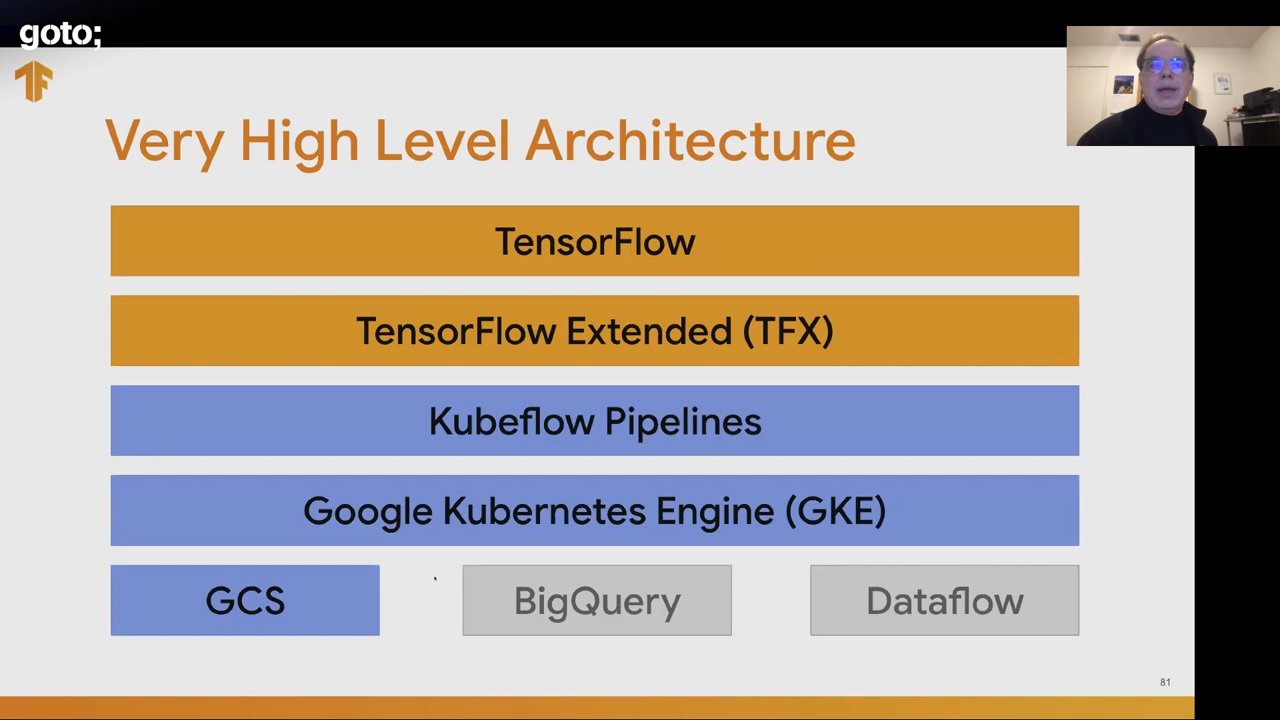 goto;
Very High Level Architecture
TensorFlow
TensorFlow Extended (TFX)
Kubeflow Pipelines
Google Kubernetes Engine (GKE)
GCS
BigQuery
Dataflow
81